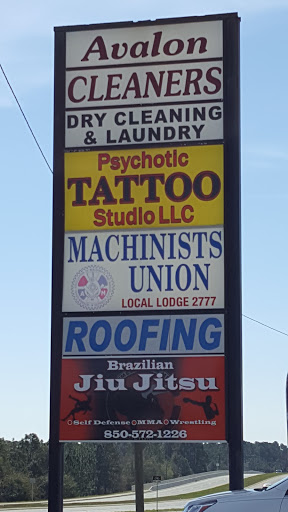 Avalon
CLEANERS
DRY CLEANING
& LAUNDRY
Psychotic
TATTOO
Studio LLC
MACHINISTS
UNION
LOCAL LODGE 2777
ROOFING
Brazilian
Jiu Jitsu
Self Defense MMA Wrestling
850-572-1226